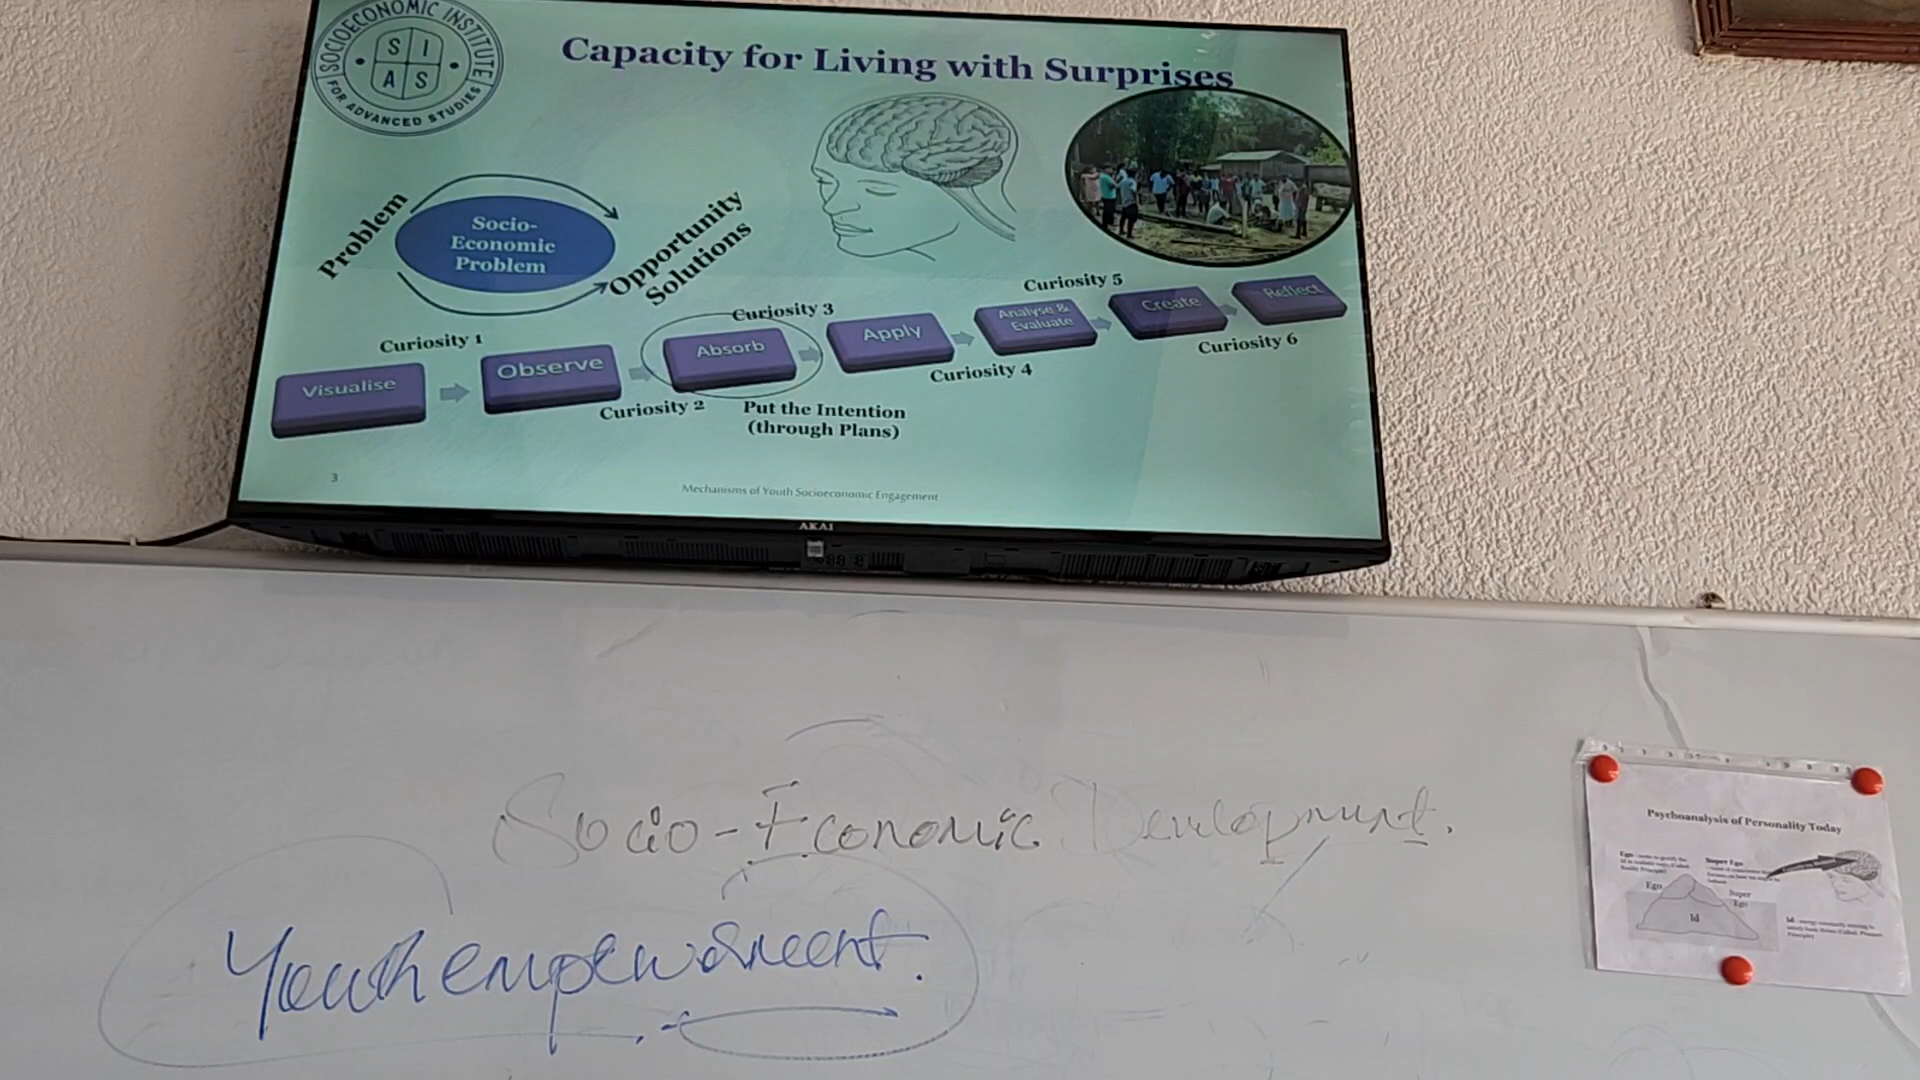 SOCIOECONOMIC INSTITUTE
FOR ADVANCED STUDIES
S I
A S
Capacity for Living with Surprises
Problem
Socio-
Economic
Problem
Opportunity
Solutions
Curiosity 1
Curiosity 2
Curiosity 3
Curiosity 4
Curiosity 5
Curiosity 6
Visualise
Observe
Absorb
Apply
Analyse &
Evaluate
Create
Reflect
Put the Intention
(through Plans)
3
Mechanisms of Youth Socioeconomic Engagement
AKAI
Socio-Economic Development.
Youth empowerment.
Psychoanalysis of Personality Today
Ego
Super Ego
Ego
Super
Ego
Id